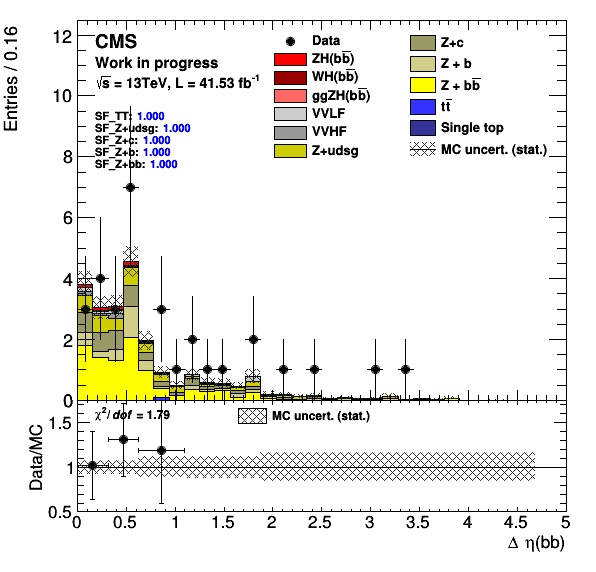 Entries / 0.16
12
10
8
6
4
2
0
CMS
Work in progress
√s = 13TeV, L = 41.53 fb⁻¹
SF_TT: 1.000
SF_Z+udsg: 1.000
SF_Z+c: 1.000
SF_Z+b: 1.000
SF_Z+bb: 1.000
Data
ZH(bb̅)
WH(bb̅)
ggZH(bb̅)
VVLF
VVHF
Z+udsg
Z+c
Z + b
Z + bb̅
tt̅
Single top
MC uncert. (stat.)
Data/MC
1.5
1
0.5
χ²/dof = 1.79
MC uncert. (stat.)
0 0.5 1 1.5 2 2.5 3 3.5 4 4.5 5
Δ η(bb)